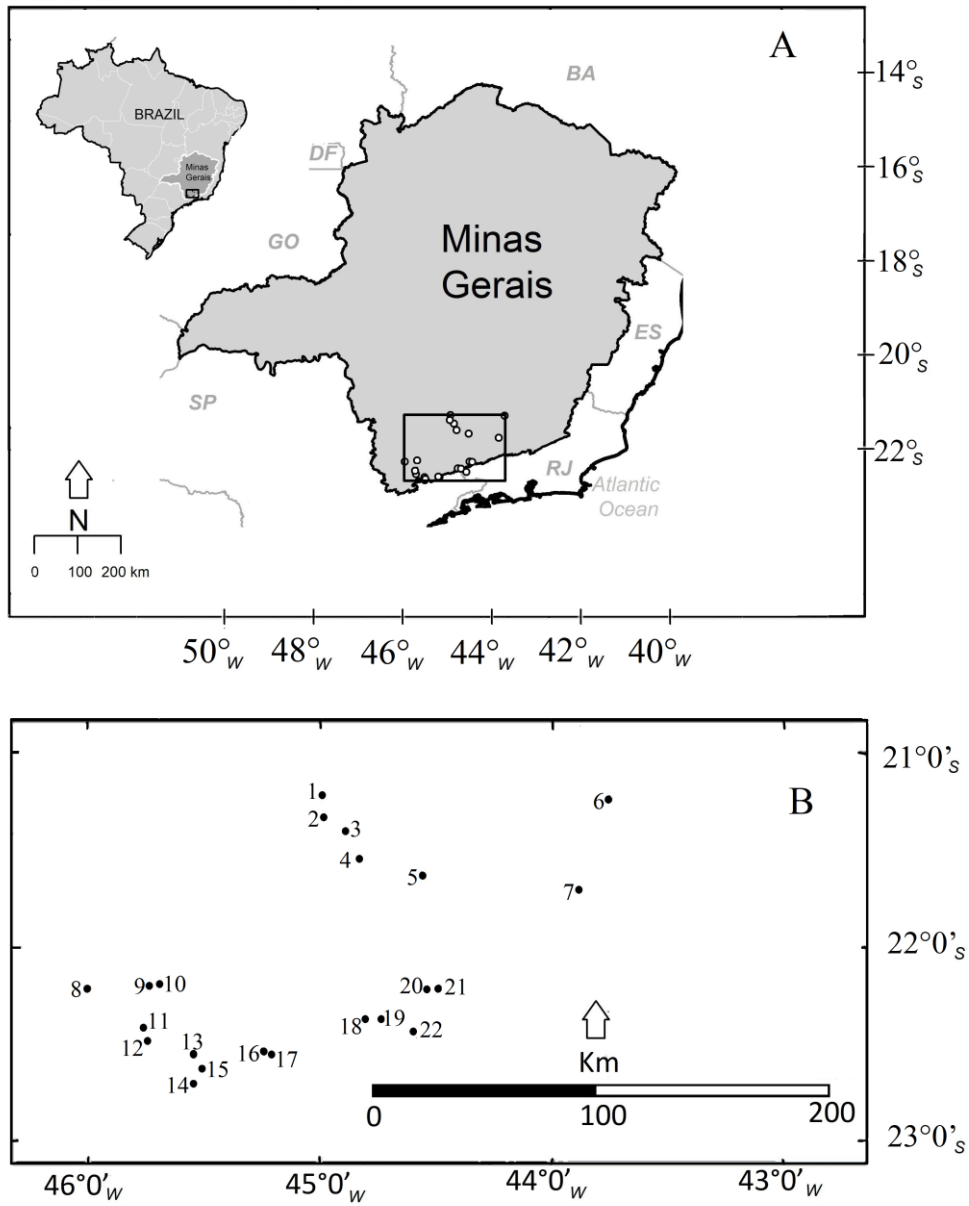 A
BA
14°S
BRAZIL
DF
16°S
Minas
Gerais
GO
Minas
Gerais
18°S
ES
20°S
SP
22°S
RJ
Atlantic
Ocean
N
0 100 200 km
50°W 48°W 46°W 44°W 42°W 40°W
21°0's
B
1
6
2
3
4
5
7
22°0's
8 9 10 20 21
11 18 19
12 13 22
16 17
15
14
Km
0 100 200
23°0's
46°0'W 45°0'W 44°0'W 43°0'W